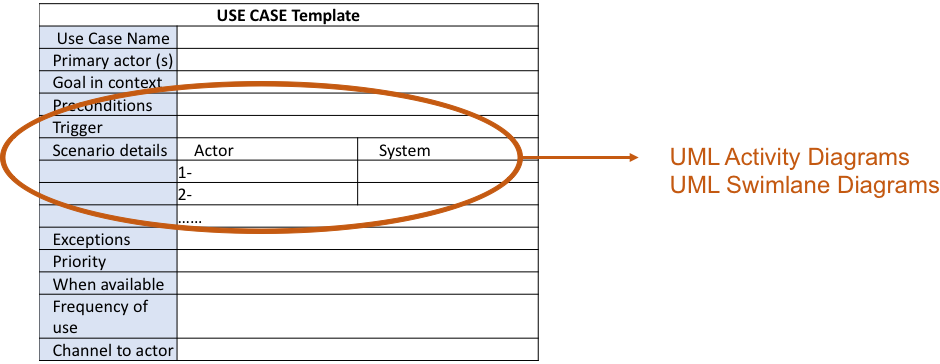 USE CASE Template
Use Case Name
Primary actor (s)
Goal in context
Preconditions
Trigger
Scenario details Actor System
1-
2-
……
Exceptions
Priority
When available
Frequency of
use
Channel to actor
UML Activity Diagrams
UML Swimlane Diagrams